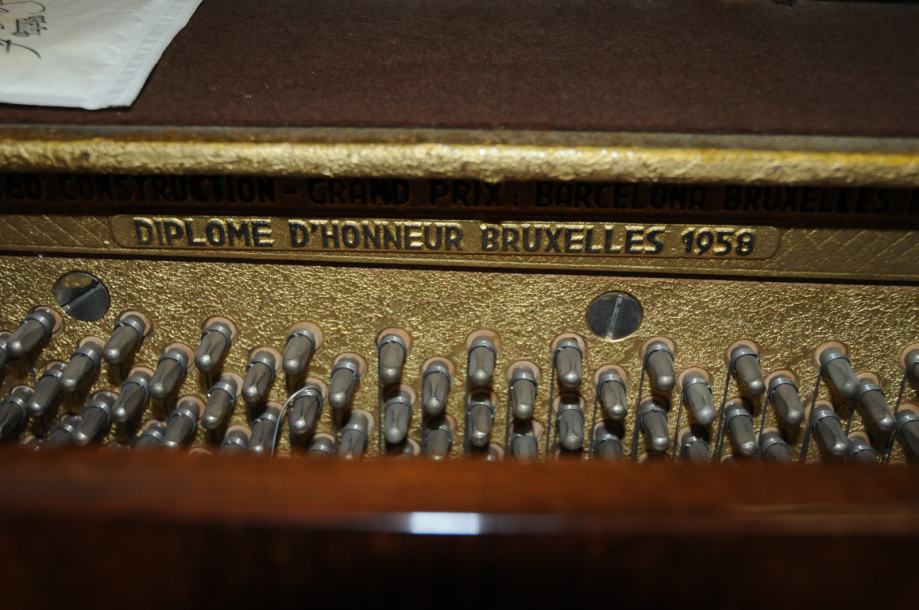 CONSTRUCTION - GRAND PRIX: BARCELONA BRUXELLES
DIPLOME D'HONNEUR BRUXELLES 1958